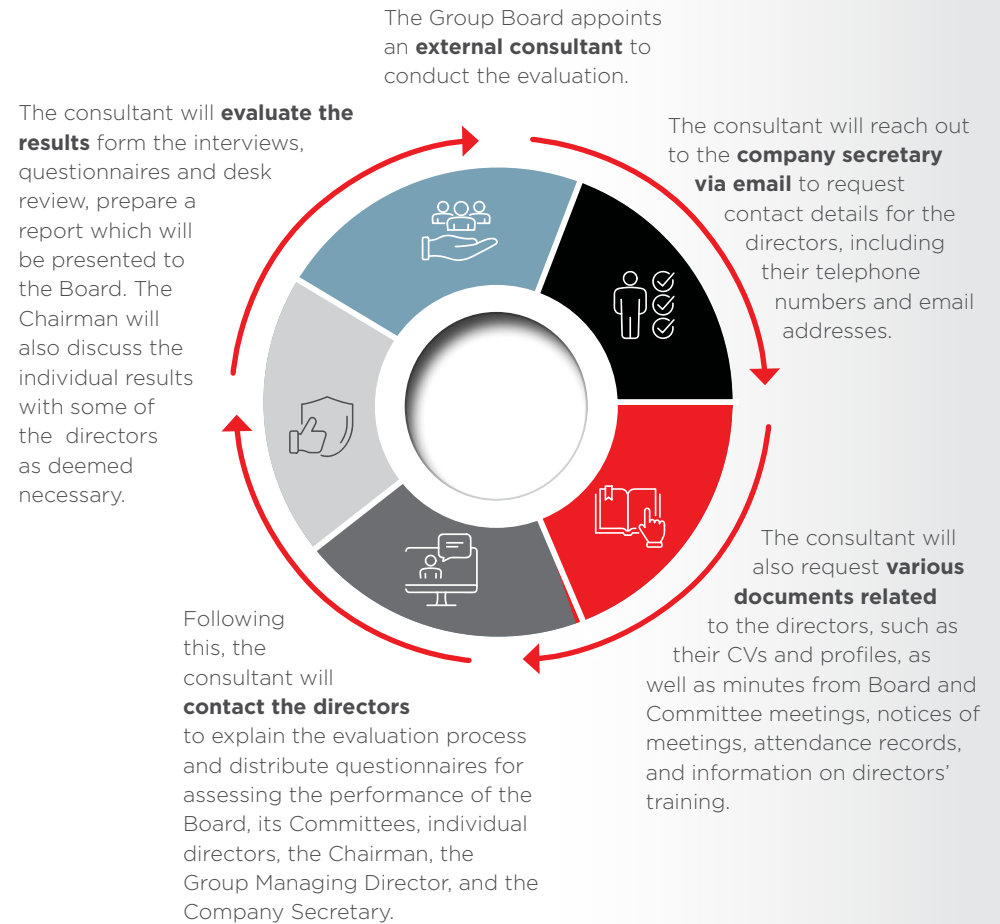 The Group Board appoints
an external consultant to
conduct the evaluation.
The consultant will reach out
to the company secretary
via email to request
contact details for the
directors, including
their telephone
numbers and email
addresses.
The consultant will
also request various
documents related
to the directors, such as
their CVs and profiles, as
well as minutes from Board and
Committee meetings, notices of
meetings, attendance records,
and information on directors’
training.
Following
this, the
consultant will
contact the directors
to explain the evaluation process
and distribute questionnaires for
assessing the performance of the
Board, its Committees, individual
directors, the Chairman, the
Group Managing Director, and the
Company Secretary.
The consultant will evaluate the
results form the interviews,
questionnaires and desk
review, prepare a
report which will
be presented to
the Board. The
Chairman will
also discuss the
individual results
with some of
the directors
as deemed
necessary.